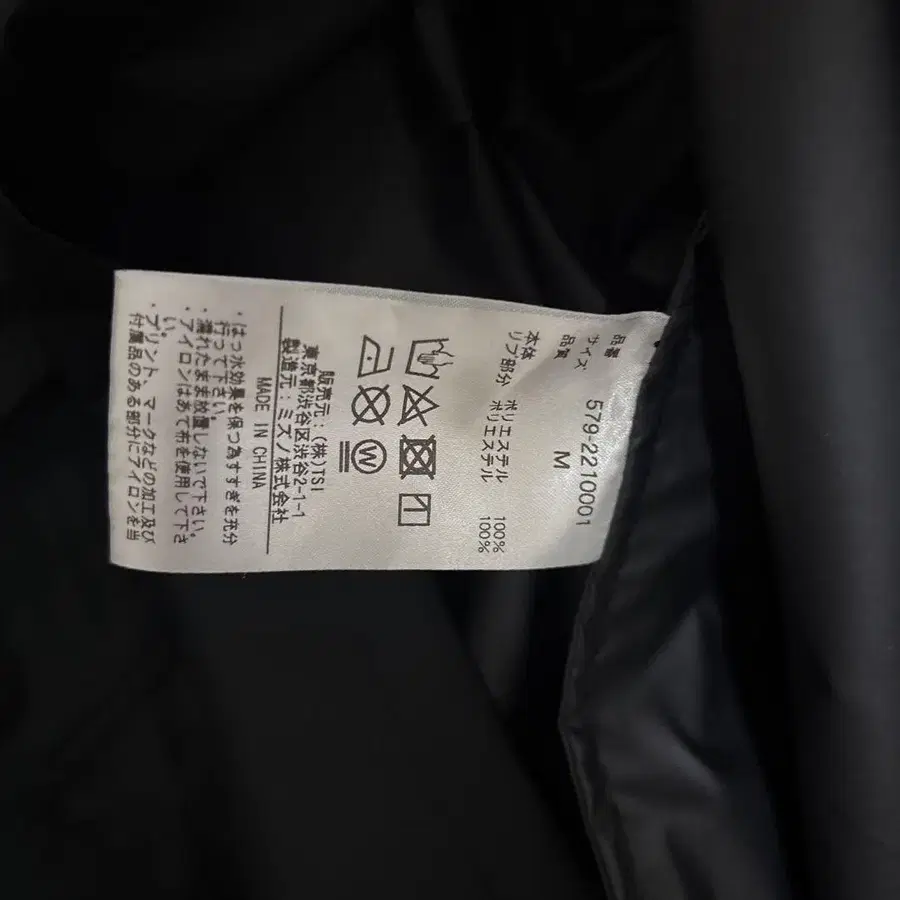 品番 579-2210001
サイズ M
品質
本体 ポリエステル 100%
リブ部分 ポリエステル 100%
販売元：(株)TSI
東京都渋谷区渋谷2-1-1
製造元：ミズノ株式会社
MADE IN CHINA
・はっ水効果を保つ為すすぎを充分
行って下さい。
・濡れたまま放置しないで下さい。
・アイロンはあて布を使用して下さ
い。
・プリント、マークなどの加工及び
付属品のある部分にアイロンを当